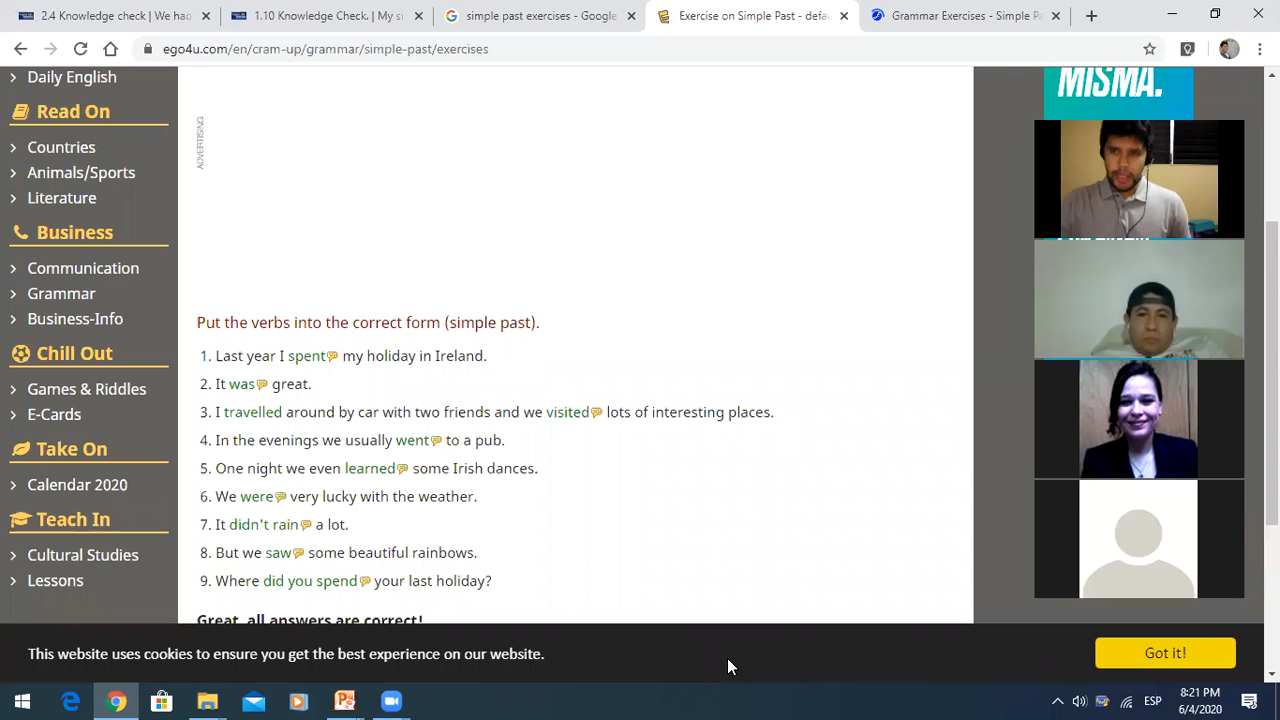 2.4 Knowledge check | We hac
1.10 Knowledge Check. | My si
simple past exercises - Google
Exercise on Simple Past - defau
Grammar Exercises - Simple Pa
ego4u.com/en/cram-up/grammar/simple-past/exercises
Daily English
Read On
Countries
Animals/Sports
Literature
Business
Communication
Grammar
Business-Info
Chill Out
Games & Riddles
E-Cards
Take On
Calendar 2020
Teach In
Cultural Studies
Lessons
ADVERTISING
MISMA.
Put the verbs into the correct form (simple past).
1. Last year I spent my holiday in Ireland.
2. It was great.
3. I travelled around by car with two friends and we visited lots of interesting places.
4. In the evenings we usually went to a pub.
5. One night we even learned some Irish dances.
6. We were very lucky with the weather.
7. It didn't rain a lot.
8. But we saw some beautiful rainbows.
9. Where did you spend your last holiday?
Great, all answers are correct!
This website uses cookies to ensure you get the best experience on our website.
Got it!
ESP
8:21 PM
6/4/2020